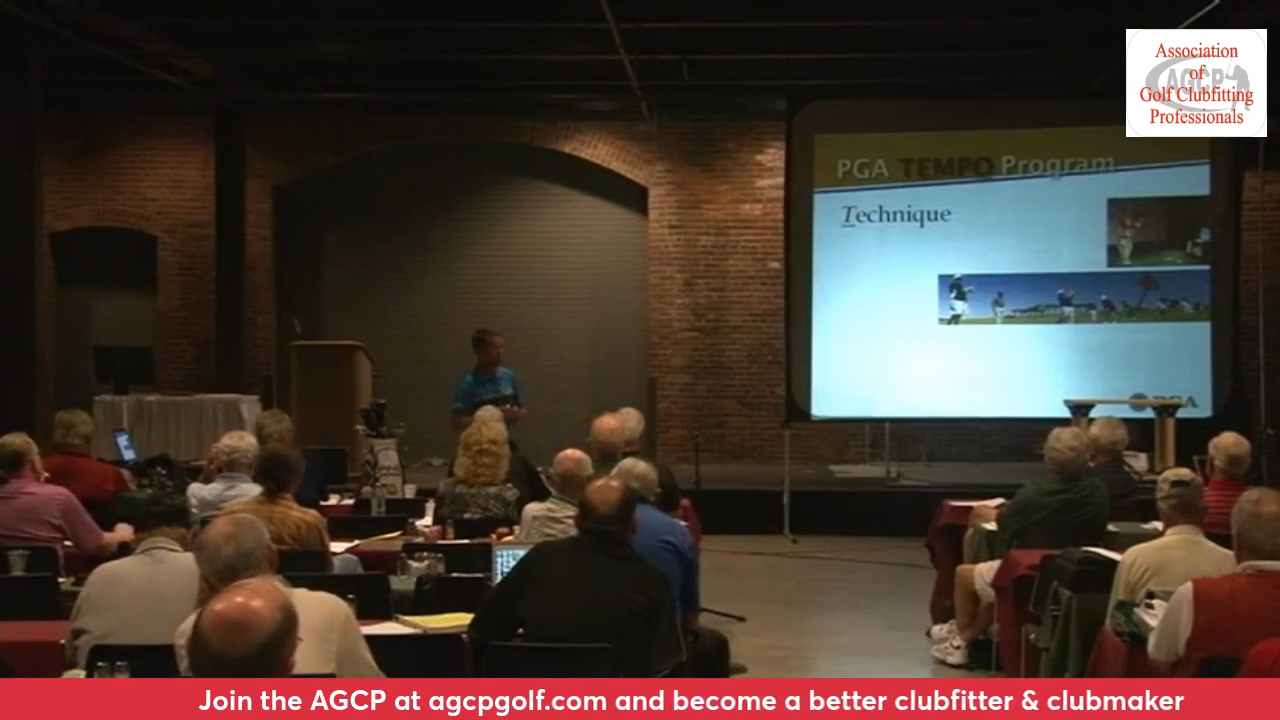 Association
of
AGCP
Golf Clubfitting
Professionals
PGA TEMPO Program
Technique
PGA
Join the AGCP at agcpgolf.com and become a better clubfitter & clubmaker